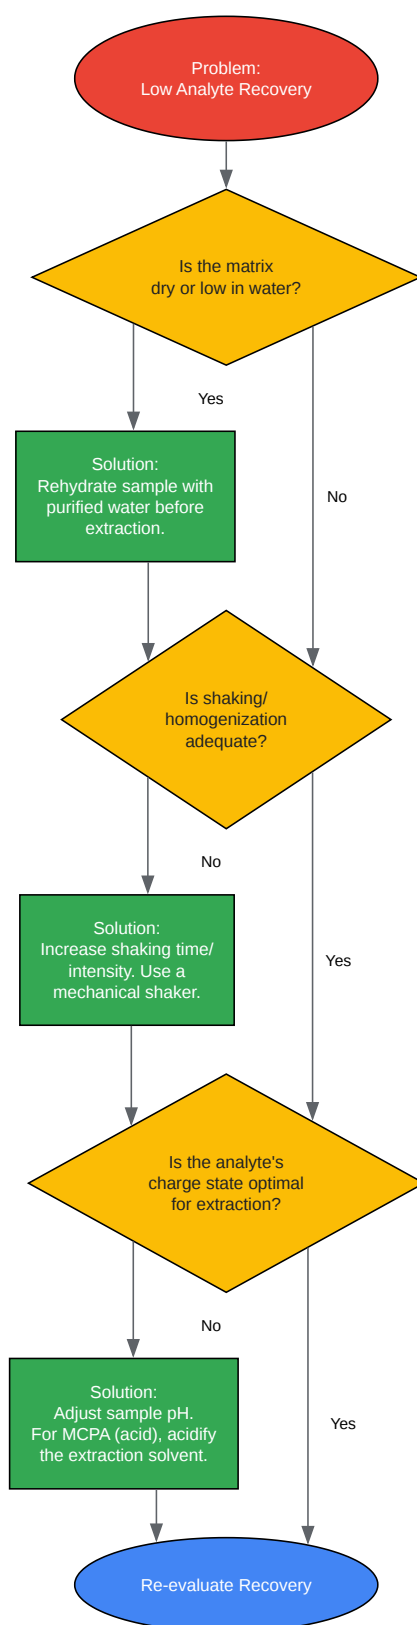 Problem:
Low Analyte Recovery
Is the matrix
dry or low in water?
Yes
Solution:
Rehydrate sample with
purified water before
extraction.
No
Is shaking/
homogenization
adequate?
No
Solution:
Increase shaking time/
intensity. Use a
mechanical shaker.
Yes
Is the analyte's
charge state optimal
for extraction?
No
Solution:
Adjust sample pH.
For MCPA (acid), acidify
the extraction solvent.
Yes
Re-evaluate Recovery